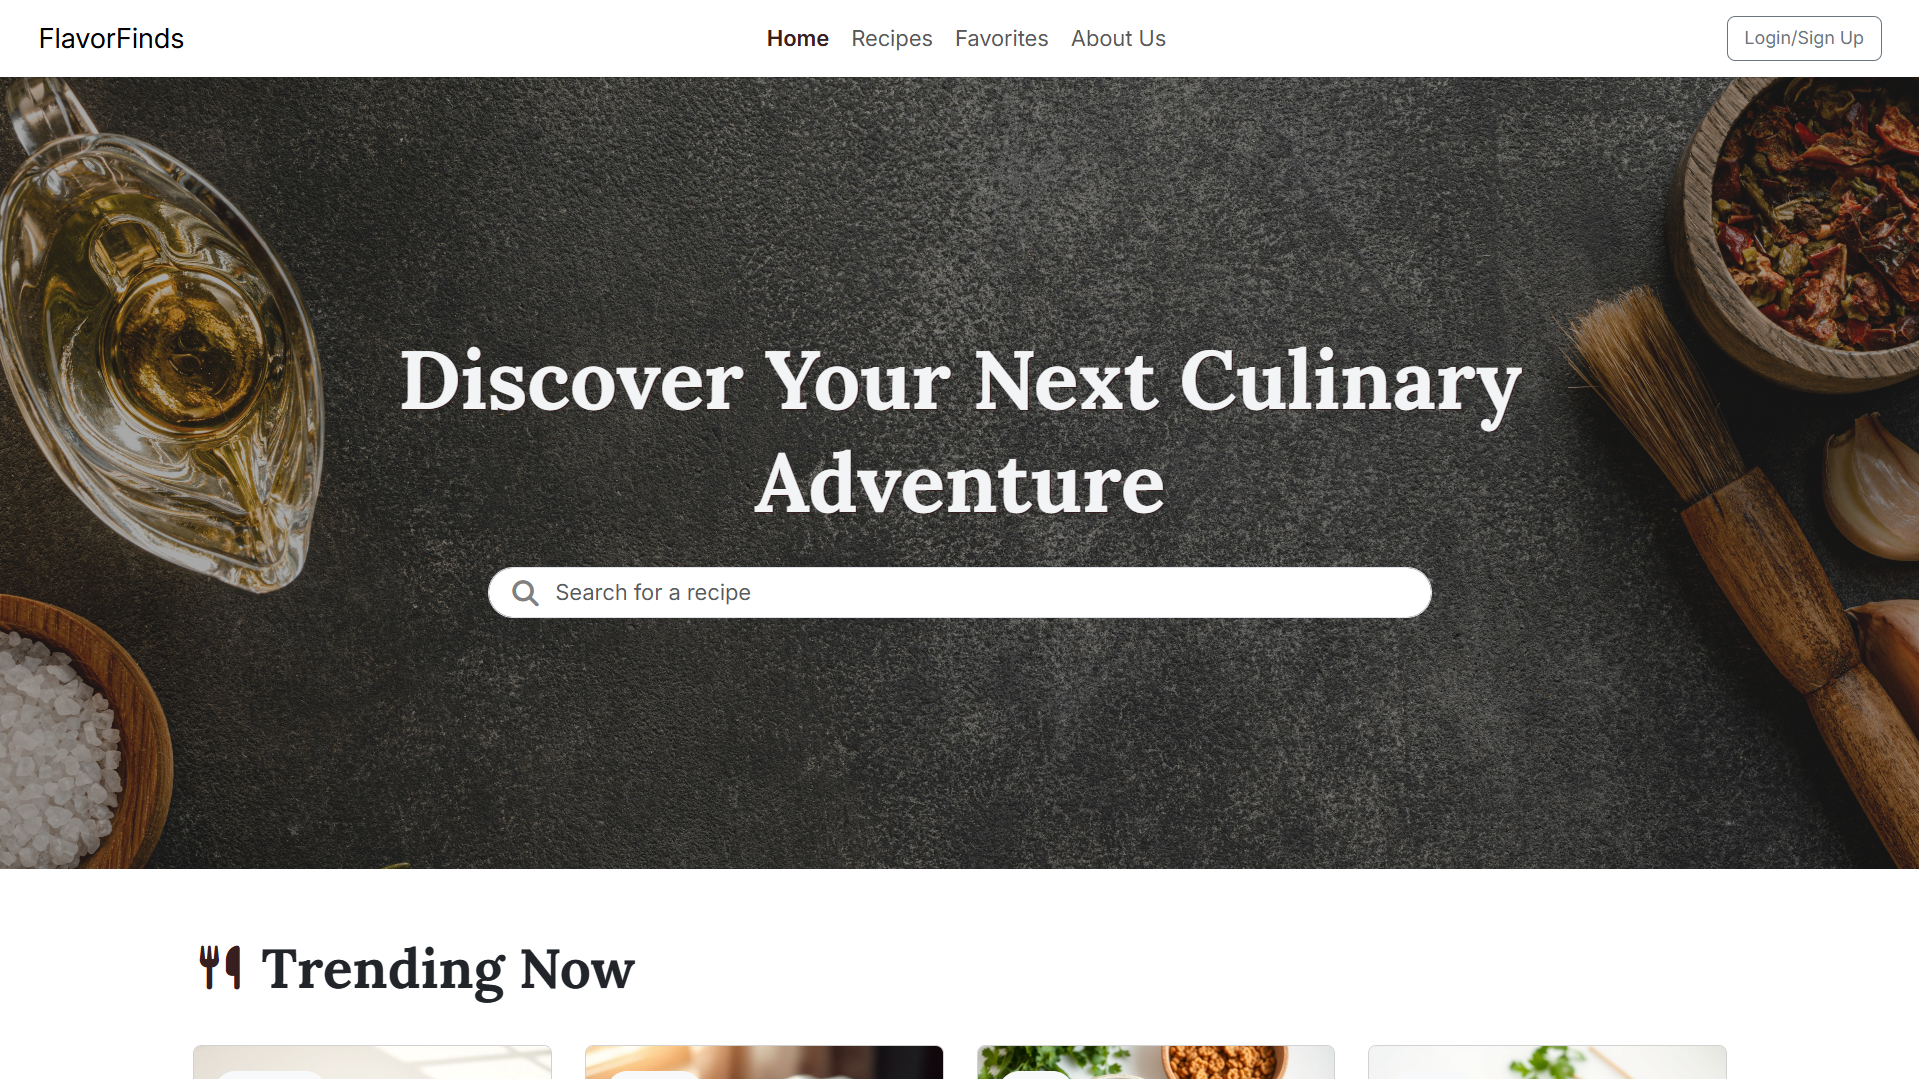 FlavorFinds
Home Recipes Favorites About Us
Login/Sign Up
Discover Your Next Culinary
Adventure
Search for a recipe
Trending Now